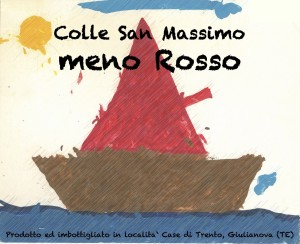 Colle San Massimo
meno Rosso
Prodotto ed imbottigliato in localita' Case di Trento, Giulianova (TE)